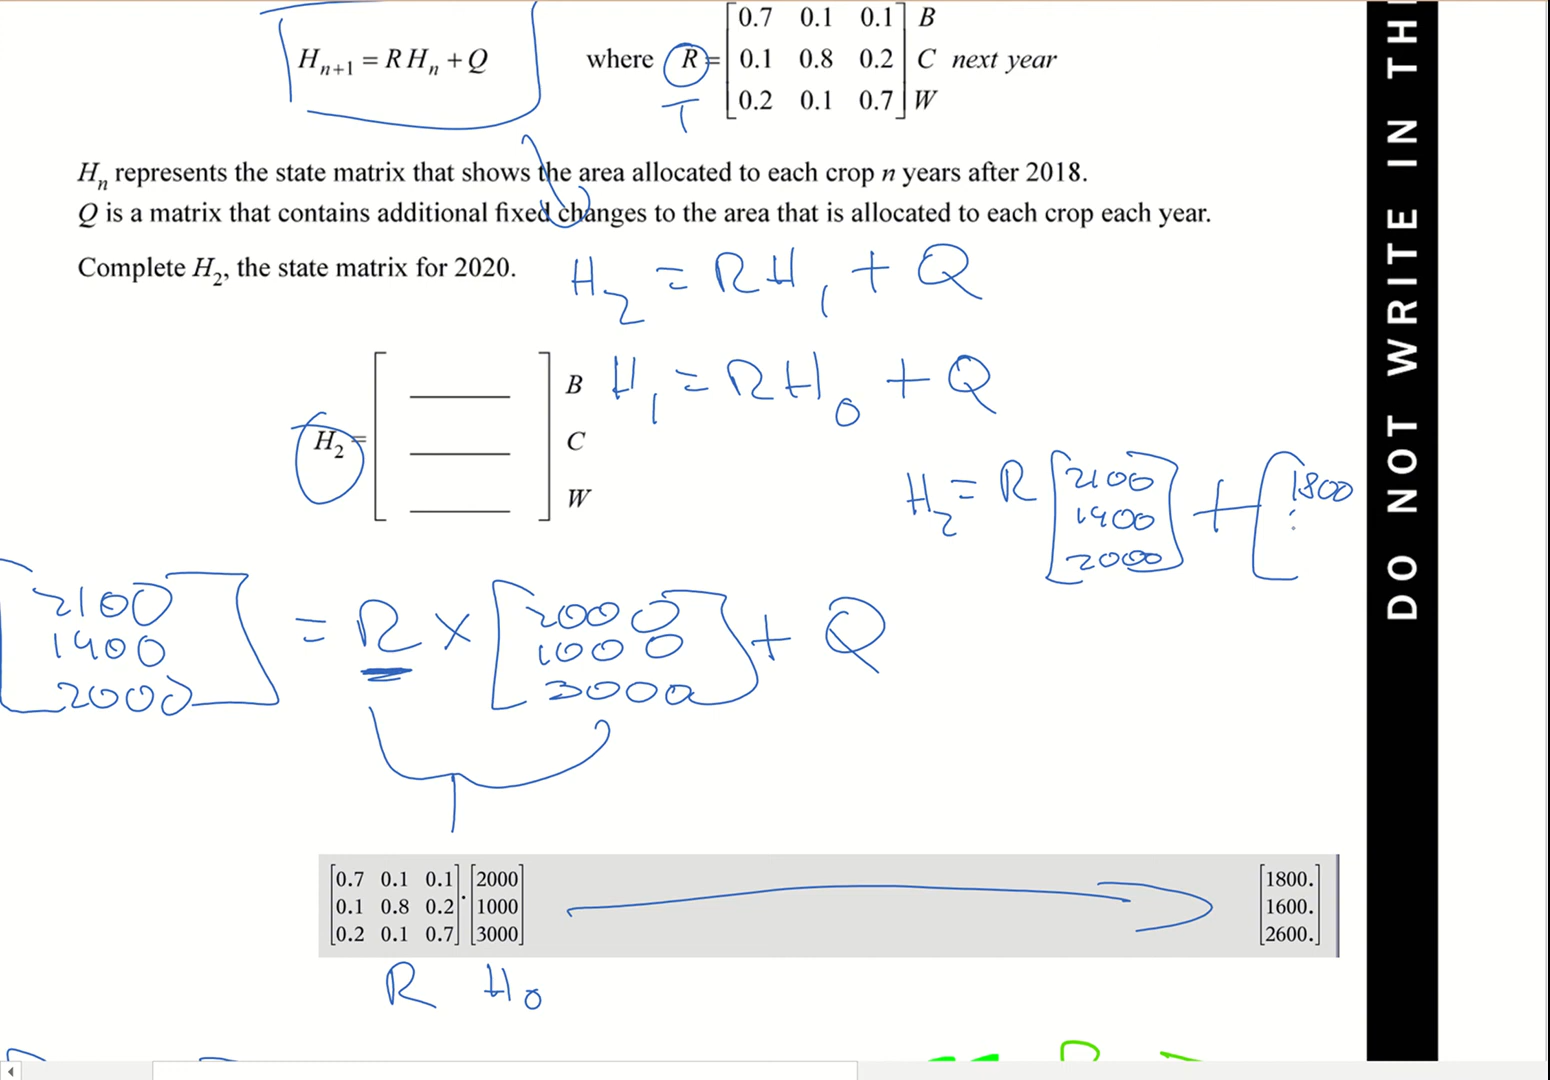 H_{n+1} = R H_n + Q where R = [0.7 0.1 0.1] B
[0.1 0.8 0.2] C next year
[0.2 0.1 0.7] W
T
H_n represents the state matrix that shows the area allocated to each crop n years after 2018.
Q is a matrix that contains additional fixed changes to the area that is allocated to each crop each year.
Complete H_2, the state matrix for 2020.
H_2 = RH_1 + Q
H_1 = RH_0 + Q
H_2 = [ ______ ] B
______ C
______ W
H_2 = R [2100 1400 2000] + [1800
[2100 1400 2000] = R × [2000 1000 3000] + Q
[0.7 0.1 0.1] · [2000] [1800.]
[0.1 0.8 0.2] [1000] [1600.]
[0.2 0.1 0.7] [3000] [2600.]
R H_0
DO NOT WRITE IN TH